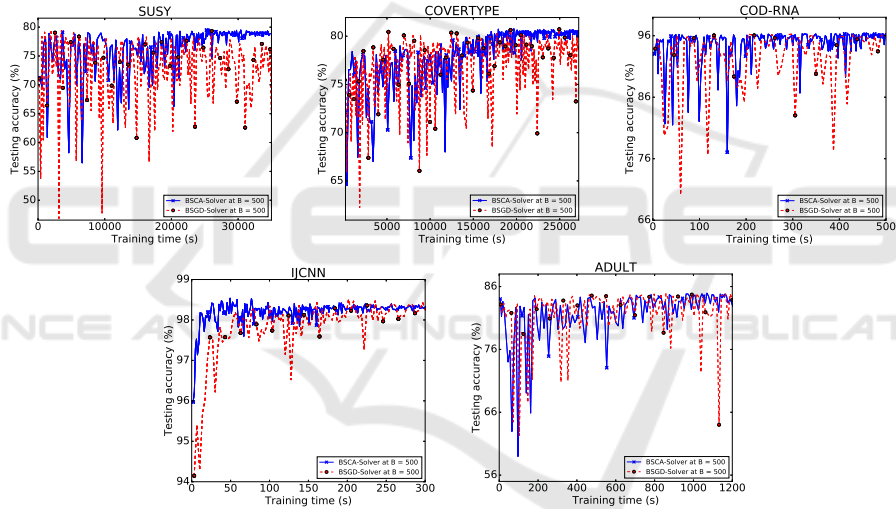 SUSY
Testing accuracy (%)
80
75
70
65
60
55
50
0
10000
20000
30000
BSCA-Solver at B = 500
BSGD-Solver at B = 500
Training time (s)
COVERTYPE
Testing accuracy (%)
80
75
70
65
5000
10000
15000
20000
25000
BSCA-Solver at B = 500
BSGD-Solver at B = 500
Training time (s)
COD-RNA
Testing accuracy (%)
96
86
76
66
0
100
200
300
400
500
BSCA-Solver at B = 500
BSGD-Solver at B = 500
Training time (s)
IJCNN
Testing accuracy (%)
99
98
97
96
95
94
50
100
150
200
250
300
BSCA-Solver at B = 500
BSGD-Solver at B = 500
Training time (s)
ADULT
Testing accuracy (%)
86
76
66
56
0
200
400
600
800
1000
1200
BSCA-Solver at B = 500
BSGD-Solver at B = 500
Training time (s)